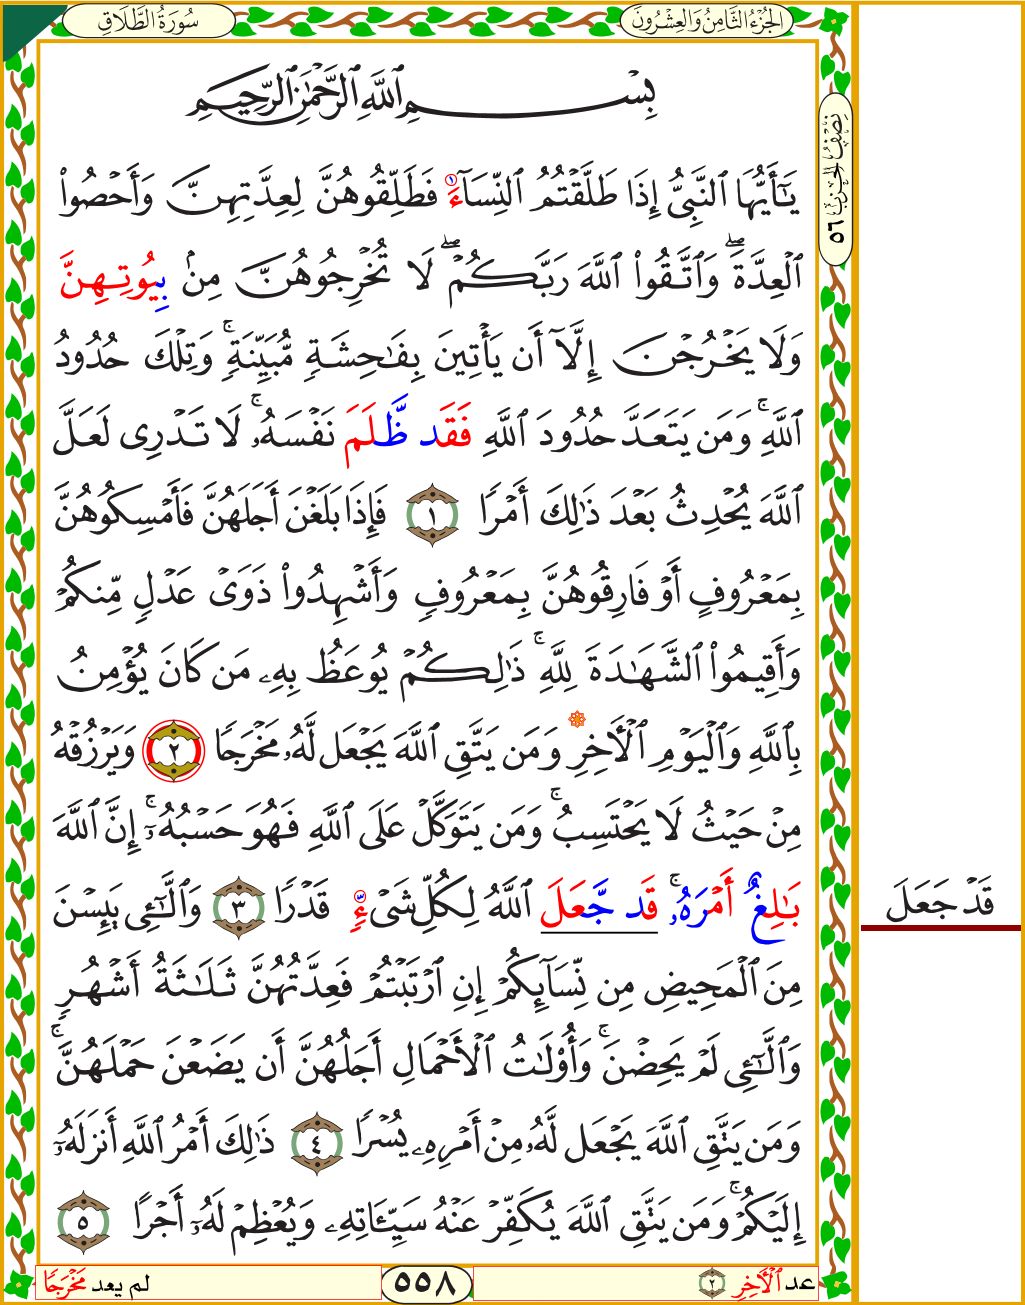 سُورَةُ الطَّلَاقِ
الجُزْءُ الثَّامِنُ وَالعِشْرُونَ
نِصْفُ الحِزْبِ ٥٦
بِسْمِ ٱللَّهِ ٱلرَّحْمَٰنِ ٱلرَّحِيمِ
يَٰٓأَيُّهَا ٱلنَّبِىُّ إِذَا طَلَّقْتُمُ ٱلنِّسَآءَ ١ فَطَلِّقُوهُنَّ لِعِدَّتِهِنَّ وَأَحْصُوا۟
ٱلْعِدَّةَۖ وَٱتَّقُوا۟ ٱللَّهَ رَبَّكُمْۖ لَا تُخْرِجُوهُنَّ مِنۢ بِيُوتِهِنَّ
وَلَا يَخْرُجْنَ إِلَّآ أَن يَأْتِينَ بِفَٰحِشَةٍ مُّبَيِّنَةٍۚ وَتِلْكَ حُدُودُ
ٱللَّهِۚ وَمَن يَتَعَدَّ حُدُودَ ٱللَّهِ فَقَد ظَّلَمَ نَفْسَهُۥۚ لَا تَدْرِى لَعَلَّ
ٱللَّهَ يُحْدِثُ بَعْدَ ذَٰلِكَ أَمْرًا ١ فَإِذَا بَلَغْنَ أَجَلَهُنَّ فَأَمْسِكُوهُنَّ
بِمَعْرُوفٍ أَوْ فَارِقُوهُنَّ بِمَعْرُوفٍ وَأَشْهِدُوا۟ ذَوَىْ عَدْلٍ مِّنكُمْ
وَأَقِيمُوا۟ ٱلشَّهَٰدَةَ لِلَّهِۚ ذَٰلِكُمْ يُوعَظُ بِهِۦ مَن كَانَ يُؤْمِنُ
بِٱللَّهِ وَٱلْيَوْمِ ٱلْأَخِرِ وَمَن يَتَّقِ ٱللَّهَ يَجْعَل لَّهُۥ مَخْرَجًا ٢ وَيَرْزُقْهُ
مِنْ حَيْثُ لَا يَحْتَسِبُۚ وَمَن يَتَوَكَّلْ عَلَى ٱللَّهِ فَهُوَ حَسْبُهُۥٓۚ إِنَّ ٱللَّهَ
بَٰلِغٌ أَمْرَهُۥۚ قَد جَّعَلَ ٱللَّهُ لِكُلِّ شَىْءٍ قَدْرًا ٣ وَٱلَّٰٓـِٔى يَئِسْنَ
مِنَ ٱلْمَحِيضِ مِن نِّسَآئِكُمْ إِنِ ٱرْتَبْتُمْ فَعِدَّتُهُنَّ ثَلَٰثَةُ أَشْهُرٍ
وَٱلَّٰٓـِٔى لَمْ يَحِضْنَۚ وَأُو۟لَٰتُ ٱلْأَحْمَالِ أَجَلُهُنَّ أَن يَضَعْنَ حَمْلَهُنَّۚ
وَمَن يَتَّقِ ٱللَّهَ يَجْعَل لَّهُۥ مِنْ أَمْرِهِۦ يُسْرًا ٤ ذَٰلِكَ أَمْرُ ٱللَّهِ أَنزَلَهُۥٓ
إِلَيْكُمْۚ وَمَن يَتَّقِ ٱللَّهَ يُكَفِّرْ عَنْهُ سَيِّـَٔاتِهِۦ وَيُعْظِمْ لَهُۥٓ أَجْرًا ٥
قَدْ جَعَلَ
عد ٱلْأَخِرِ ٢
٥٥٨
لم يعد مَخْرَجًا